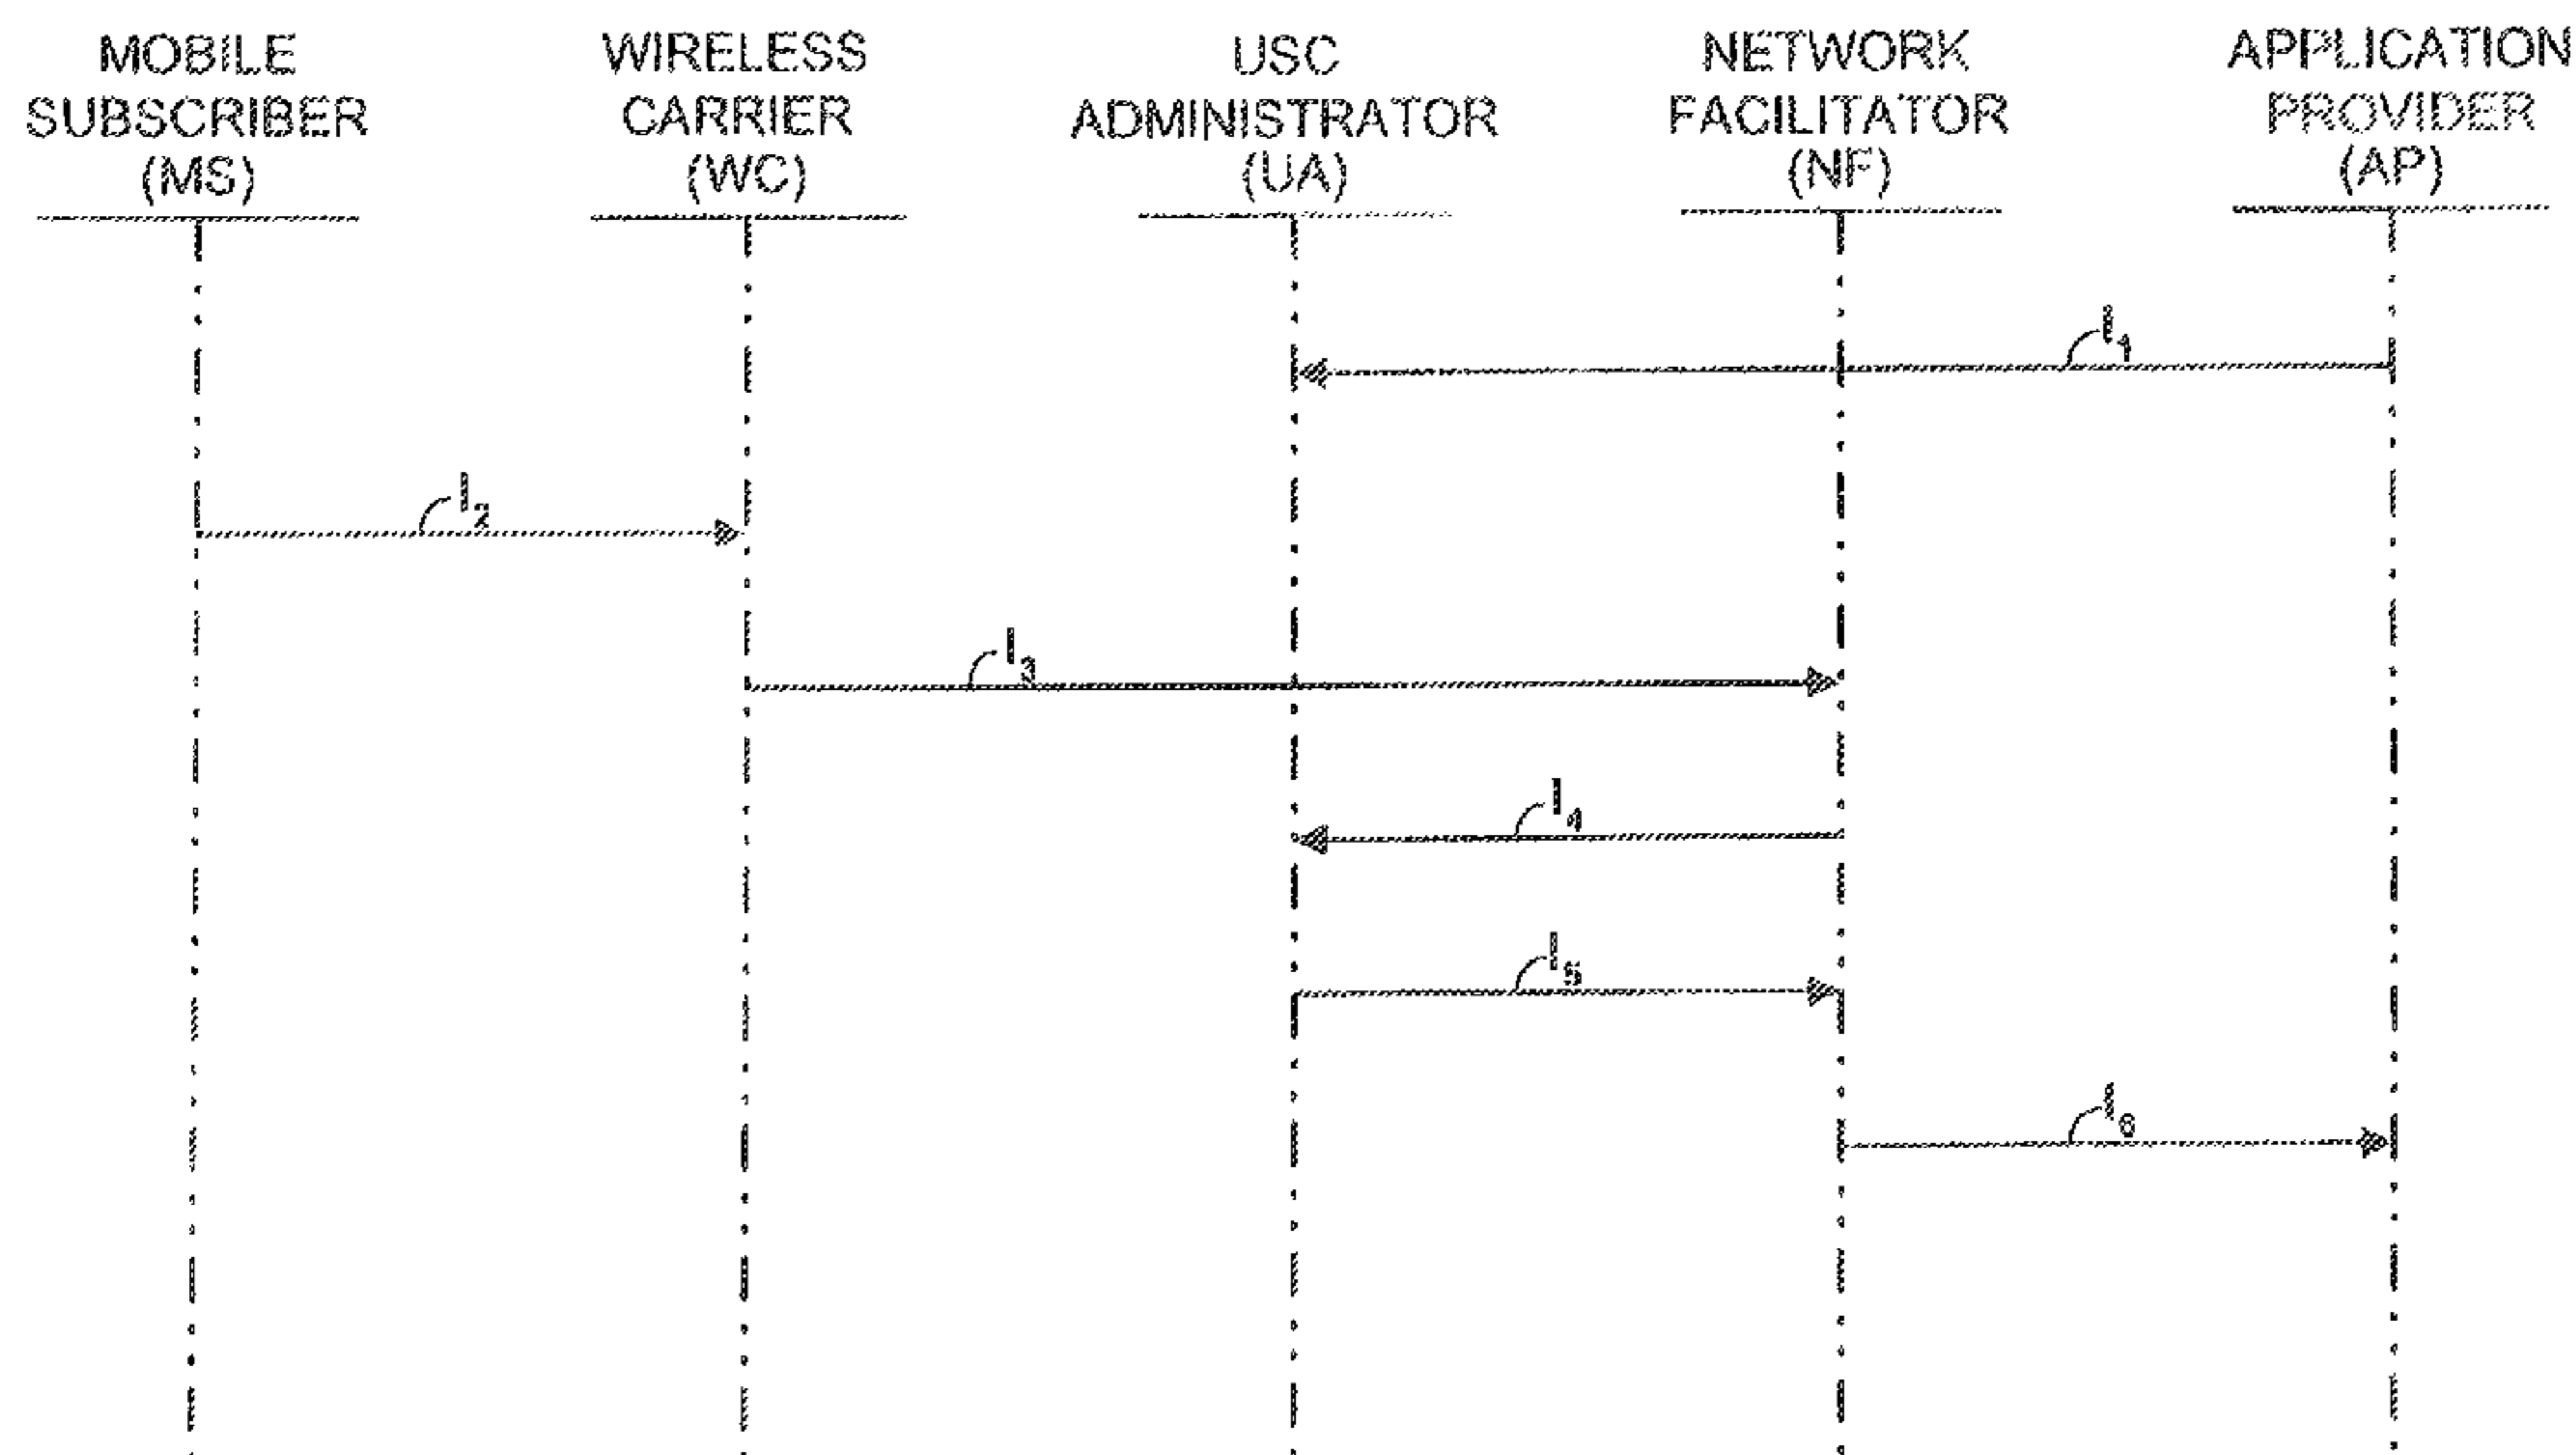 MOBILE
SUBSCRIBER
(MS)
WIRELESS
CARRIER
(WC)
USC
ADMINISTRATOR
(UA)
NETWORK
FACILITATOR
(NF)
APPLICATION
PROVIDER
(AP)
I1
I2
I3
I4
I5
I6